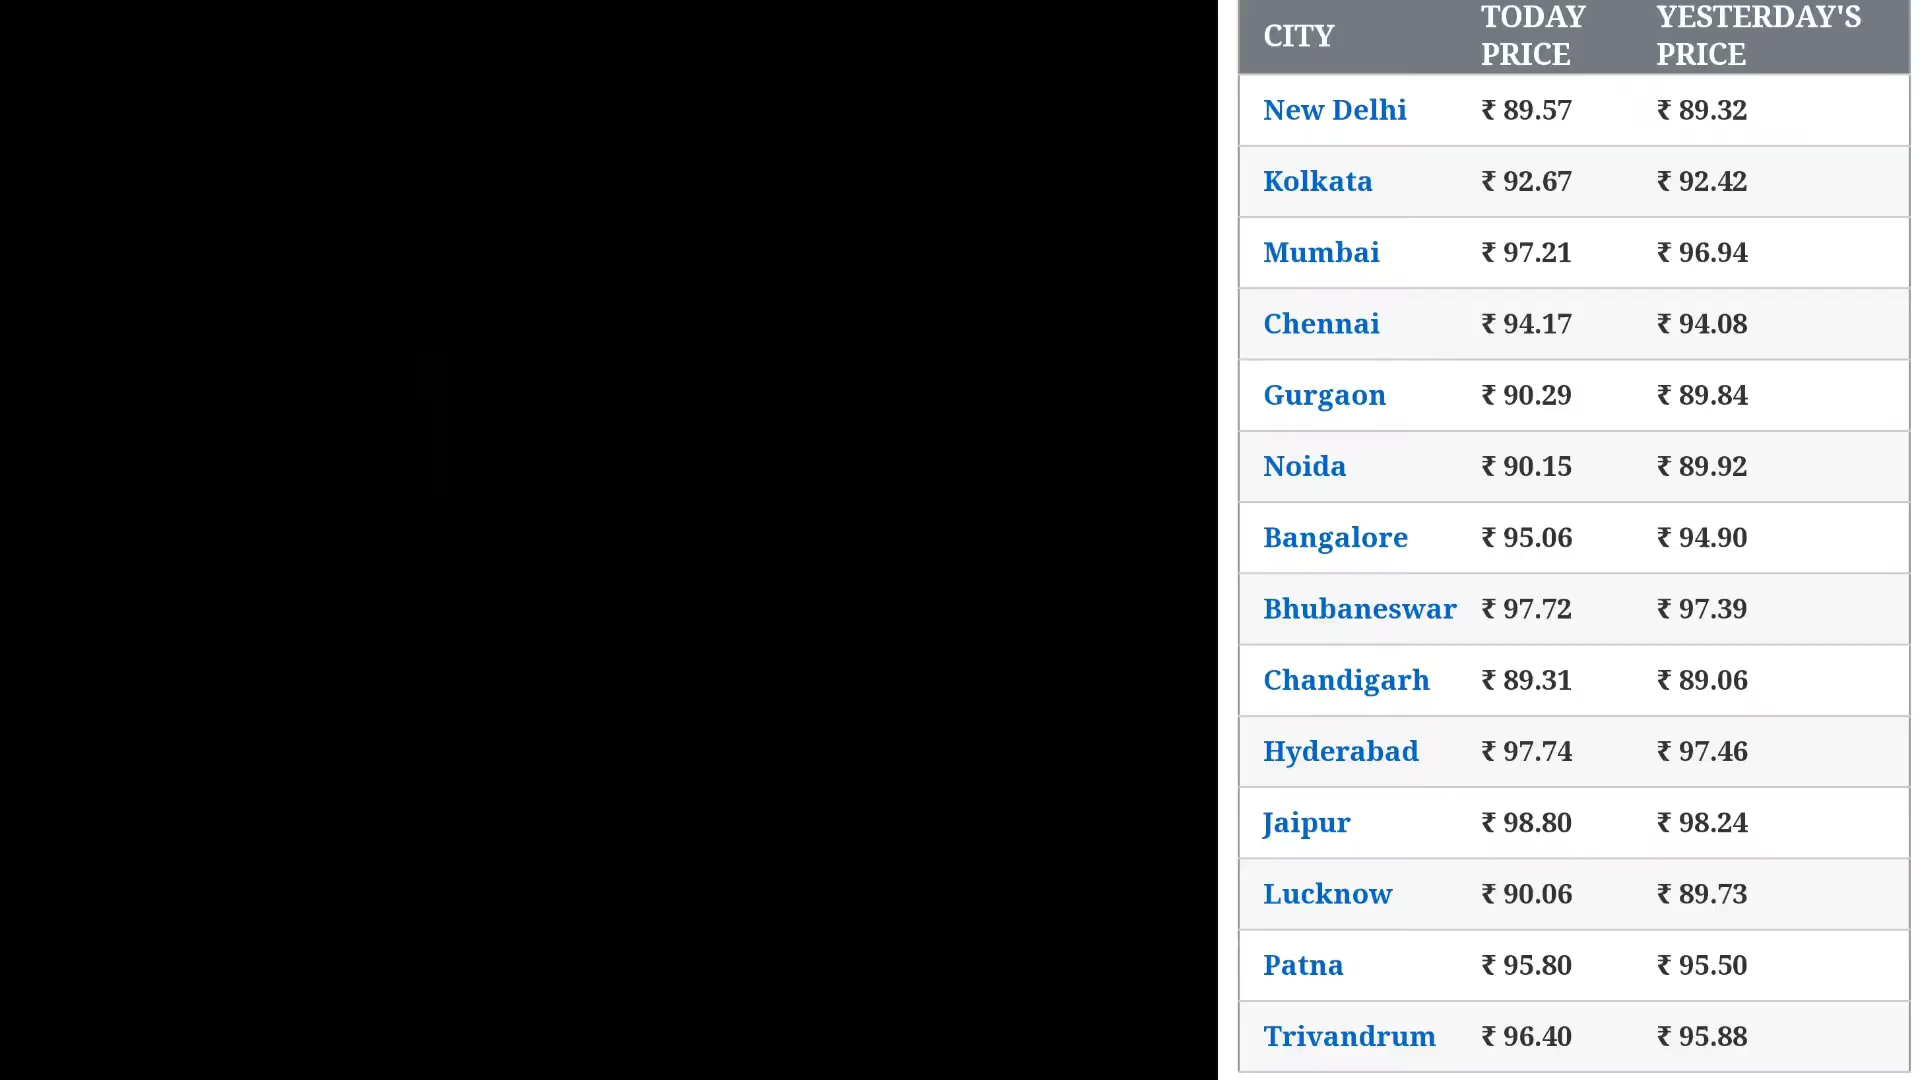 CITY TODAY PRICE YESTERDAY'S PRICE
New Delhi ₹ 89.57 ₹ 89.32
Kolkata ₹ 92.67 ₹ 92.42
Mumbai ₹ 97.21 ₹ 96.94
Chennai ₹ 94.17 ₹ 94.08
Gurgaon ₹ 90.29 ₹ 89.84
Noida ₹ 90.15 ₹ 89.92
Bangalore ₹ 95.06 ₹ 94.90
Bhubaneswar ₹ 97.72 ₹ 97.39
Chandigarh ₹ 89.31 ₹ 89.06
Hyderabad ₹ 97.74 ₹ 97.46
Jaipur ₹ 98.80 ₹ 98.24
Lucknow ₹ 90.06 ₹ 89.73
Patna ₹ 95.80 ₹ 95.50
Trivandrum ₹ 96.40 ₹ 95.88